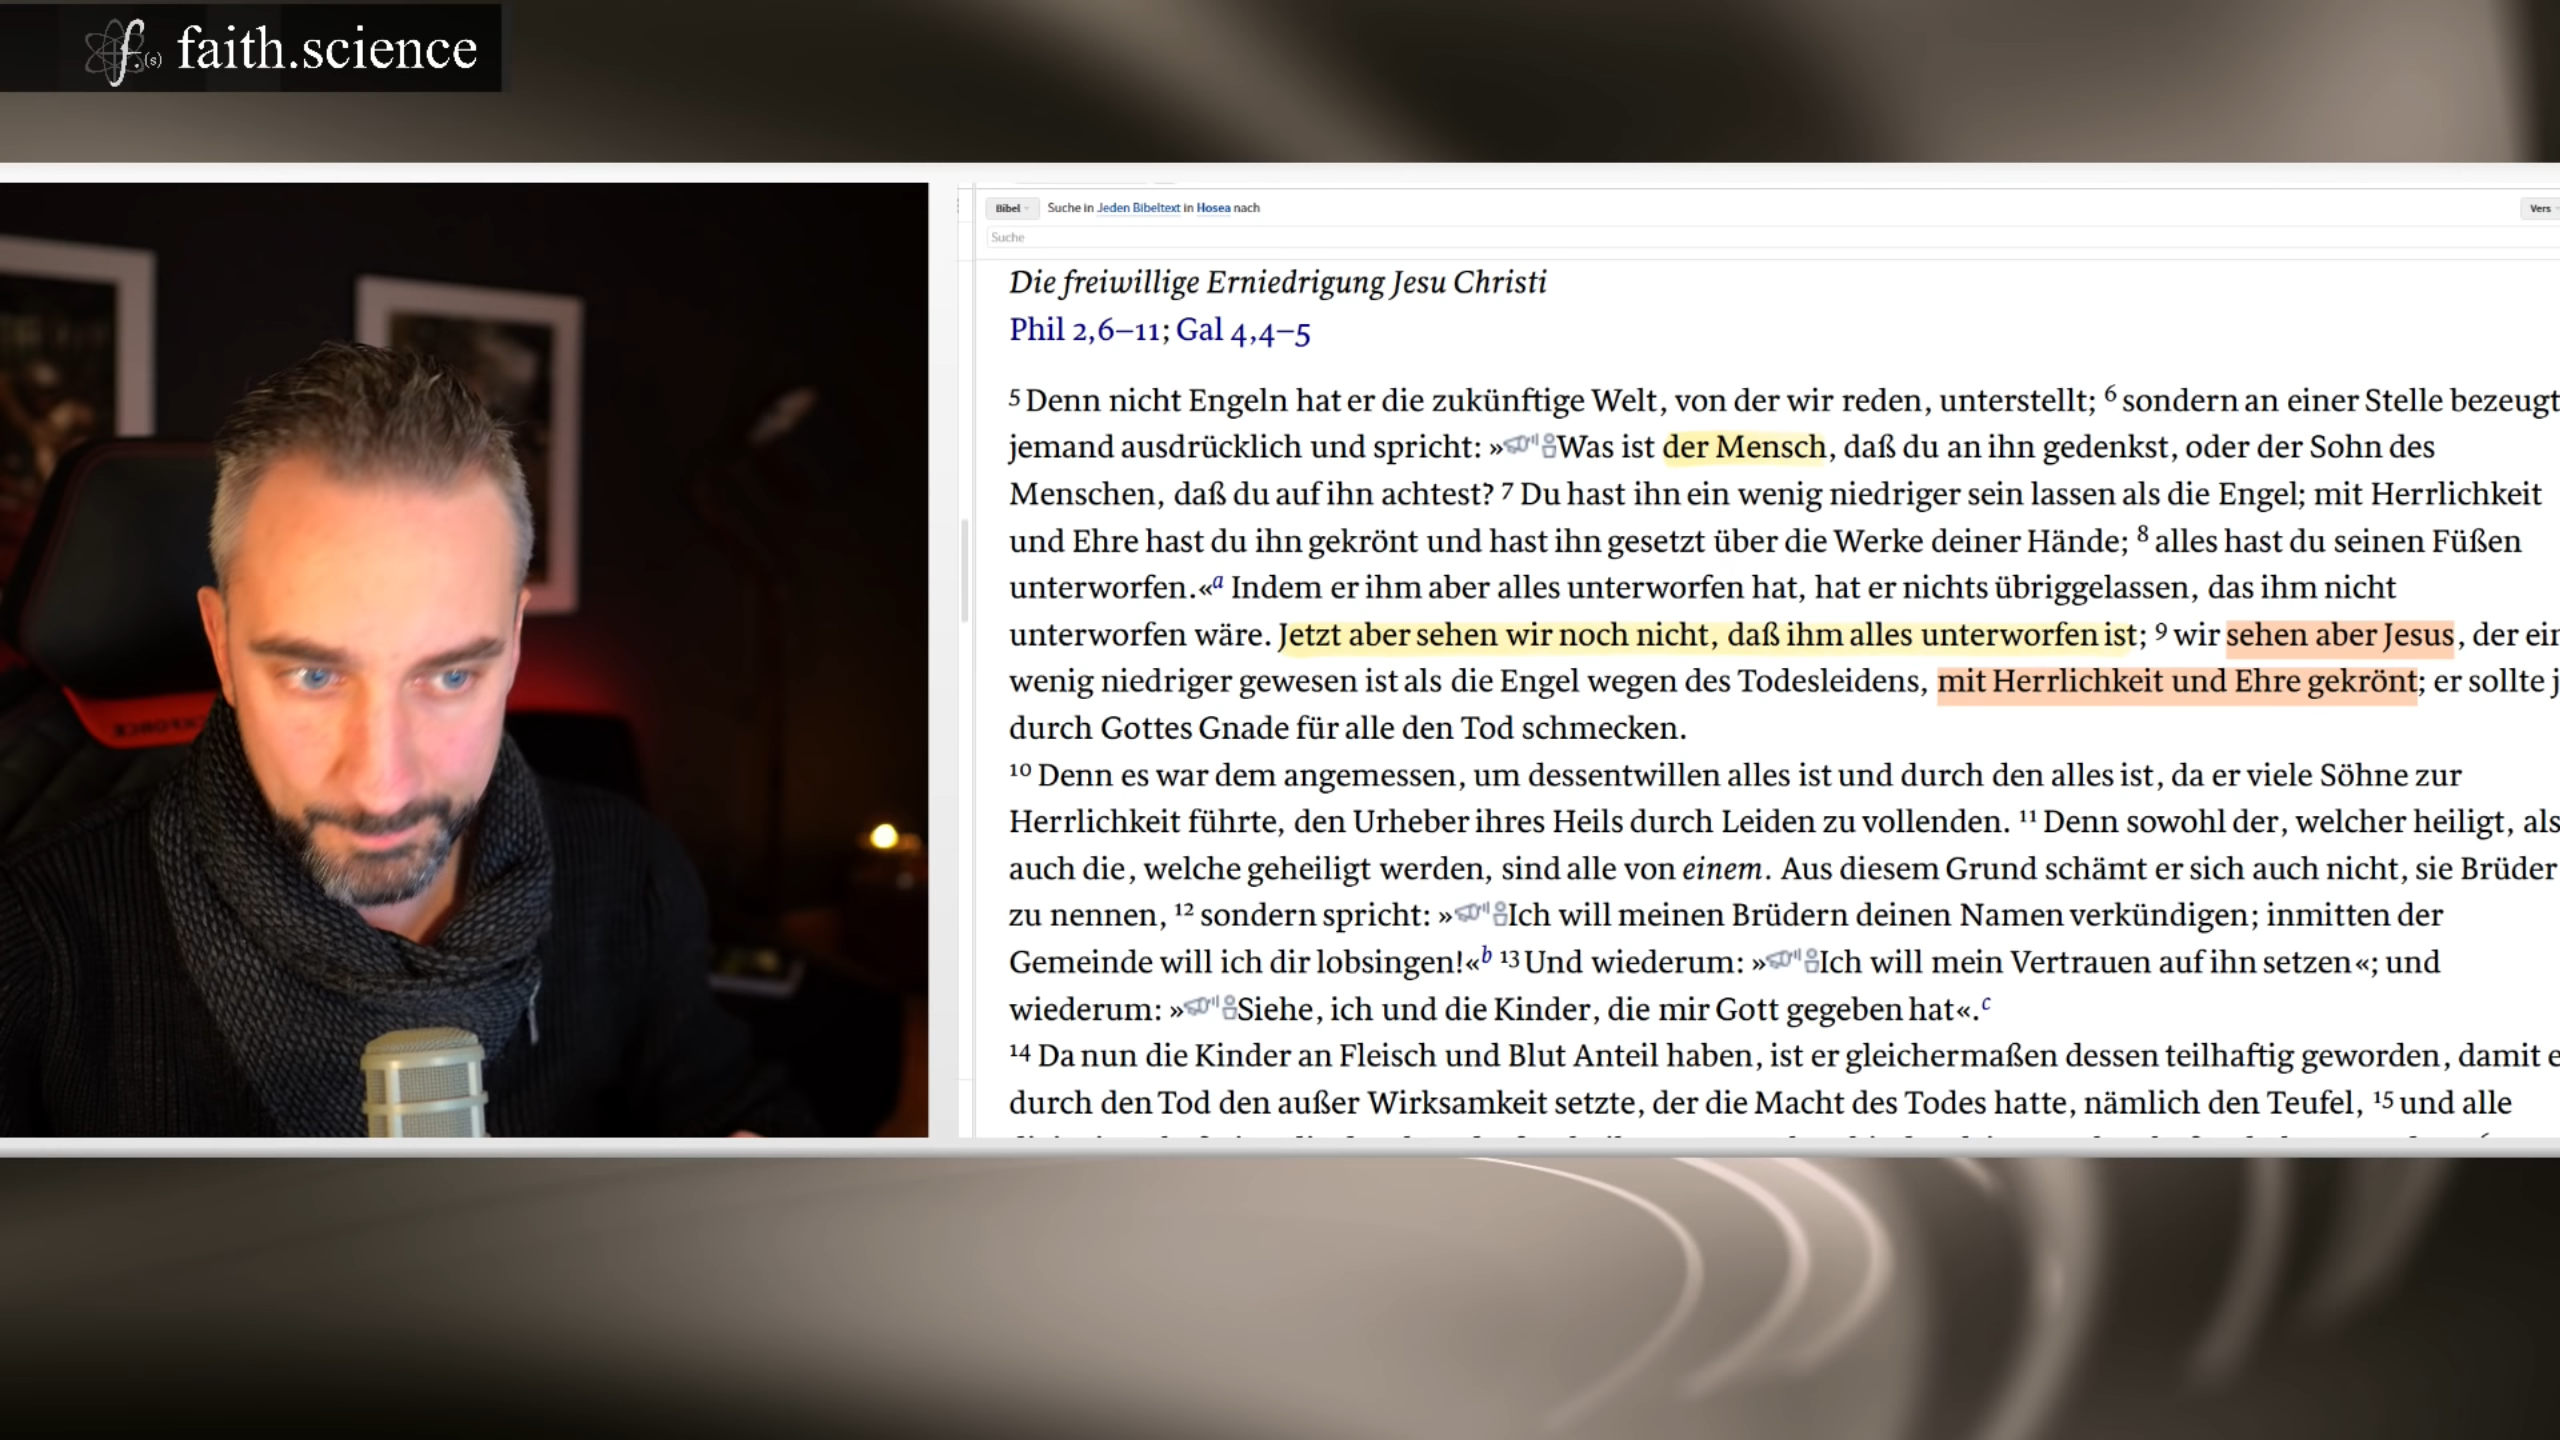 f.(s) faith.science
Bibel Suche in Jeden Bibeltext in Hosea nach Vers
Suche
Die freiwillige Erniedrigung Jesu Christi
Phil 2,6–11; Gal 4,4–5
5 Denn nicht Engeln hat er die zukünftige Welt, von der wir reden, unterstellt; 6 sondern an einer Stelle bezeugt
jemand ausdrücklich und spricht: »Was ist der Mensch, daß du an ihn gedenkst, oder der Sohn des
Menschen, daß du auf ihn achtest? 7 Du hast ihn ein wenig niedriger sein lassen als die Engel; mit Herrlichkeit
und Ehre hast du ihn gekrönt und hast ihn gesetzt über die Werke deiner Hände; 8 alles hast du seinen Füßen
unterworfen.«a Indem er ihm aber alles unterworfen hat, hat er nichts übriggelassen, das ihm nicht
unterworfen wäre. Jetzt aber sehen wir noch nicht, daß ihm alles unterworfen ist; 9 wir sehen aber Jesus, der ein
wenig niedriger gewesen ist als die Engel wegen des Todesleidens, mit Herrlichkeit und Ehre gekrönt; er sollte j
durch Gottes Gnade für alle den Tod schmecken.
10 Denn es war dem angemessen, um dessentwillen alles ist und durch den alles ist, da er viele Söhne zur
Herrlichkeit führte, den Urheber ihres Heils durch Leiden zu vollenden. 11 Denn sowohl der, welcher heiligt, als
auch die, welche geheiligt werden, sind alle von einem. Aus diesem Grund schämt er sich auch nicht, sie Brüder
zu nennen, 12 sondern spricht: »Ich will meinen Brüdern deinen Namen verkündigen; inmitten der
Gemeinde will ich dir lobsingen!«b 13 Und wiederum: »Ich will mein Vertrauen auf ihn setzen«; und
wiederum: »Siehe, ich und die Kinder, die mir Gott gegeben hat«.c
14 Da nun die Kinder an Fleisch und Blut Anteil haben, ist er gleichermaßen dessen teilhaftig geworden, damit e
durch den Tod den außer Wirksamkeit setzte, der die Macht des Todes hatte, nämlich den Teufel, 15 und alle